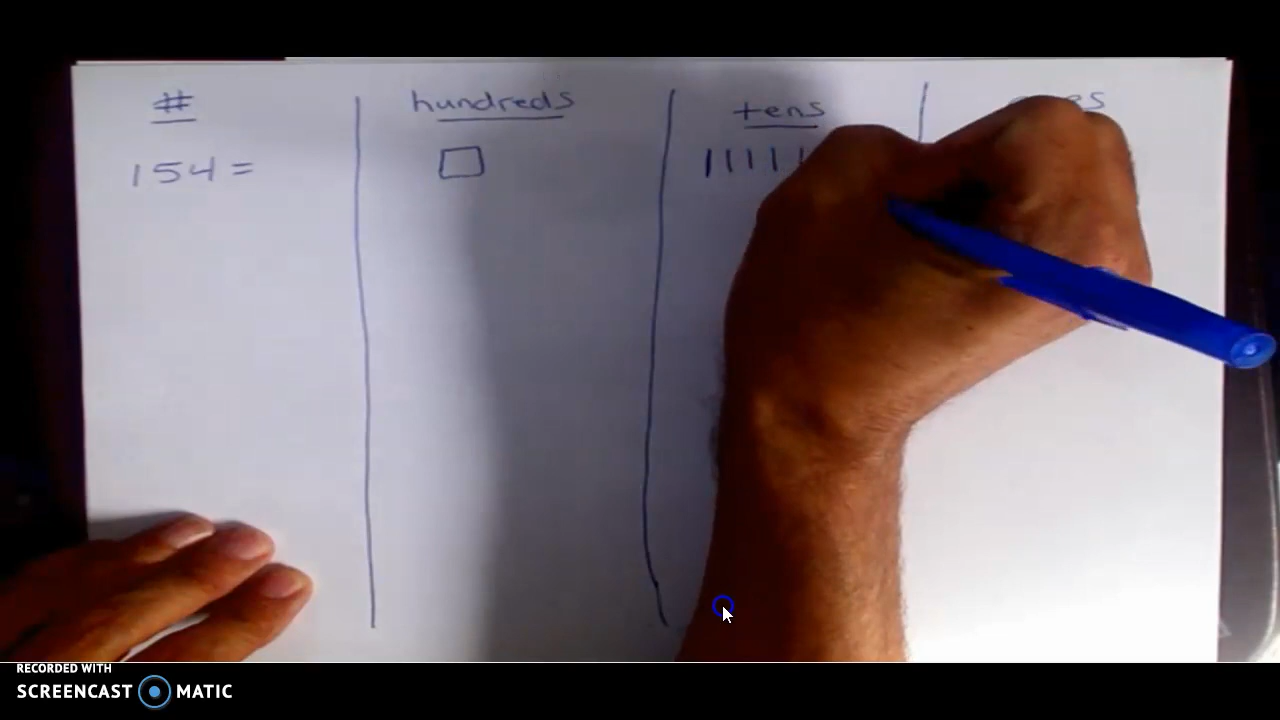 # hundreds tens
154 =
RECORDED WITH
SCREENCAST MATIC